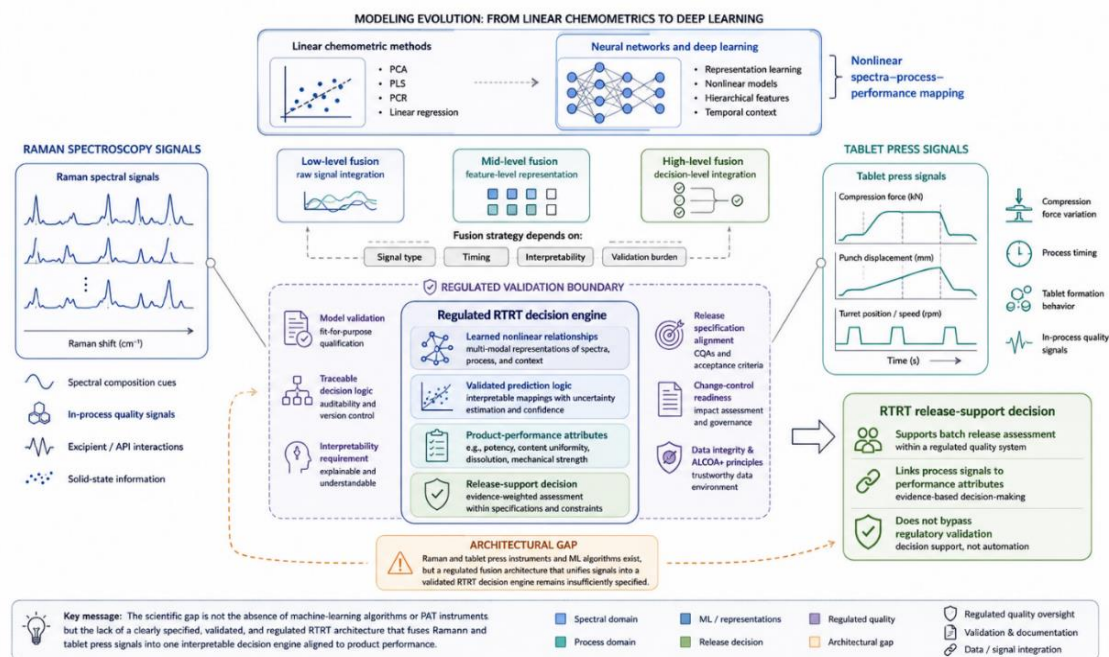 MODELING EVOLUTION: FROM LINEAR CHEMOMETRICS TO DEEP LEARNING
Linear chemometric methods
• PCA
• PLS
• PCR
• Linear regression
Neural networks and deep learning
• Representation learning
• Nonlinear models
• Hierarchical features
• Temporal context
Nonlinear
spectra–process–
performance mapping
RAMAN SPECTROSCOPY SIGNALS
Raman spectral signals
Raman shift (cm⁻¹)
Spectral composition cues
In-process quality signals
Excipient / API interactions
Solid-state information
Low-level fusion
raw signal integration
Mid-level fusion
feature-level representation
High-level fusion
decision-level integration
Fusion strategy depends on:
Signal type
Timing
Interpretability
Validation burden
TABLET PRESS SIGNALS
Tablet press signals
Compression force (kN)
Punch displacement (mm)
Turret position / speed (rpm)
Time (s)
Compression
force variation
Process timing
Tablet formation
behavior
In-process quality
signals
REGULATED VALIDATION BOUNDARY
Model validation
fit-for-purpose
qualification
Traceable
decision logic
auditability and
version control
Interpretability
requirement
explainable and
understandable
Regulated RTRT decision engine
Learned nonlinear relationships
multi-modal representations of spectra,
process, and context
Validated prediction logic
interpretable mappings with uncertainty
estimation and confidence
Product-performance attributes
e.g., potency, content uniformity,
dissolution, mechanical strength
Release-support decision
evidence-weighted assessment
within specifications and constraints
Release
specification
alignment
CQAs and
acceptance criteria
Change-control
readiness
impact assessment
and governance
Data integrity &
ALCOA+ principles
trustworthy data
environment
RTRT release-support decision
Supports batch release assessment
within a regulated quality system
Links process signals to
performance attributes
evidence-based decision-making
Does not bypass
regulatory validation
decision support, not automation
ARCHITECTURAL GAP
Raman and tablet press instruments and ML algorithms exist,
but a regulated fusion architecture that unifies signals into a
validated RTRT decision engine remains insufficiently specified.
Key message: The scientific gap is not the absence of machine-learning algorithms or PAT instruments
but the lack of a clearly specified, validated, and regulated RTRT architecture that fuses Ramann and
tablet press signals into one interpretable decision engine aligned to product performance.
Spectral domain
ML / representations
Regulated quality
Process domain
Release decision
Architectural gap
Regulated quality oversight
Validation & documentation
Data / signal integration